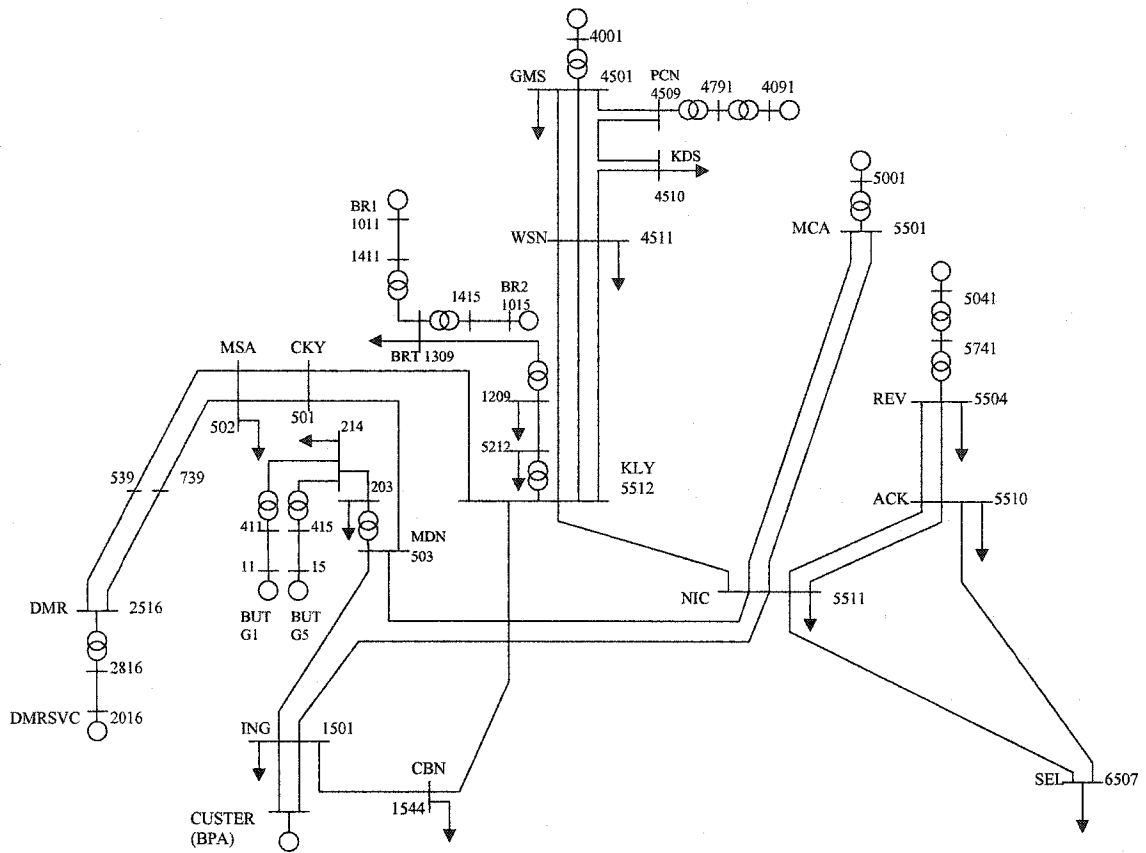 4001
GMS
4501
PCN
4509
4791
4091
KDS
4510
5001
BR1
1011
WSN
4511
MCA
5501
1411
1415
BR2
1015
5041
5741
BRT 1309
MSA
CKY
1209
REV
5504
502
501
214
5212
KLY
5512
539
739
203
ACK
5510
411
415
MDN
503
11
15
NIC
5511
DMR
2516
BUT
G1
BUT
G5
2816
DMRSVC
2016
ING
1501
CBN
1544
SEL
6507
CUSTER
(BPA)